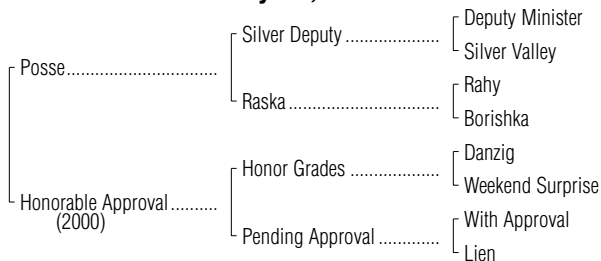 Deputy Minister
Silver Deputy ....................
Silver Valley
Posse................................
Rahy
Raska................................
Borishka
Danzig
Honor Grades ...................
Weekend Surprise
Honorable Approval..........
(2000)
With Approval
Pending Approval .............
Lien